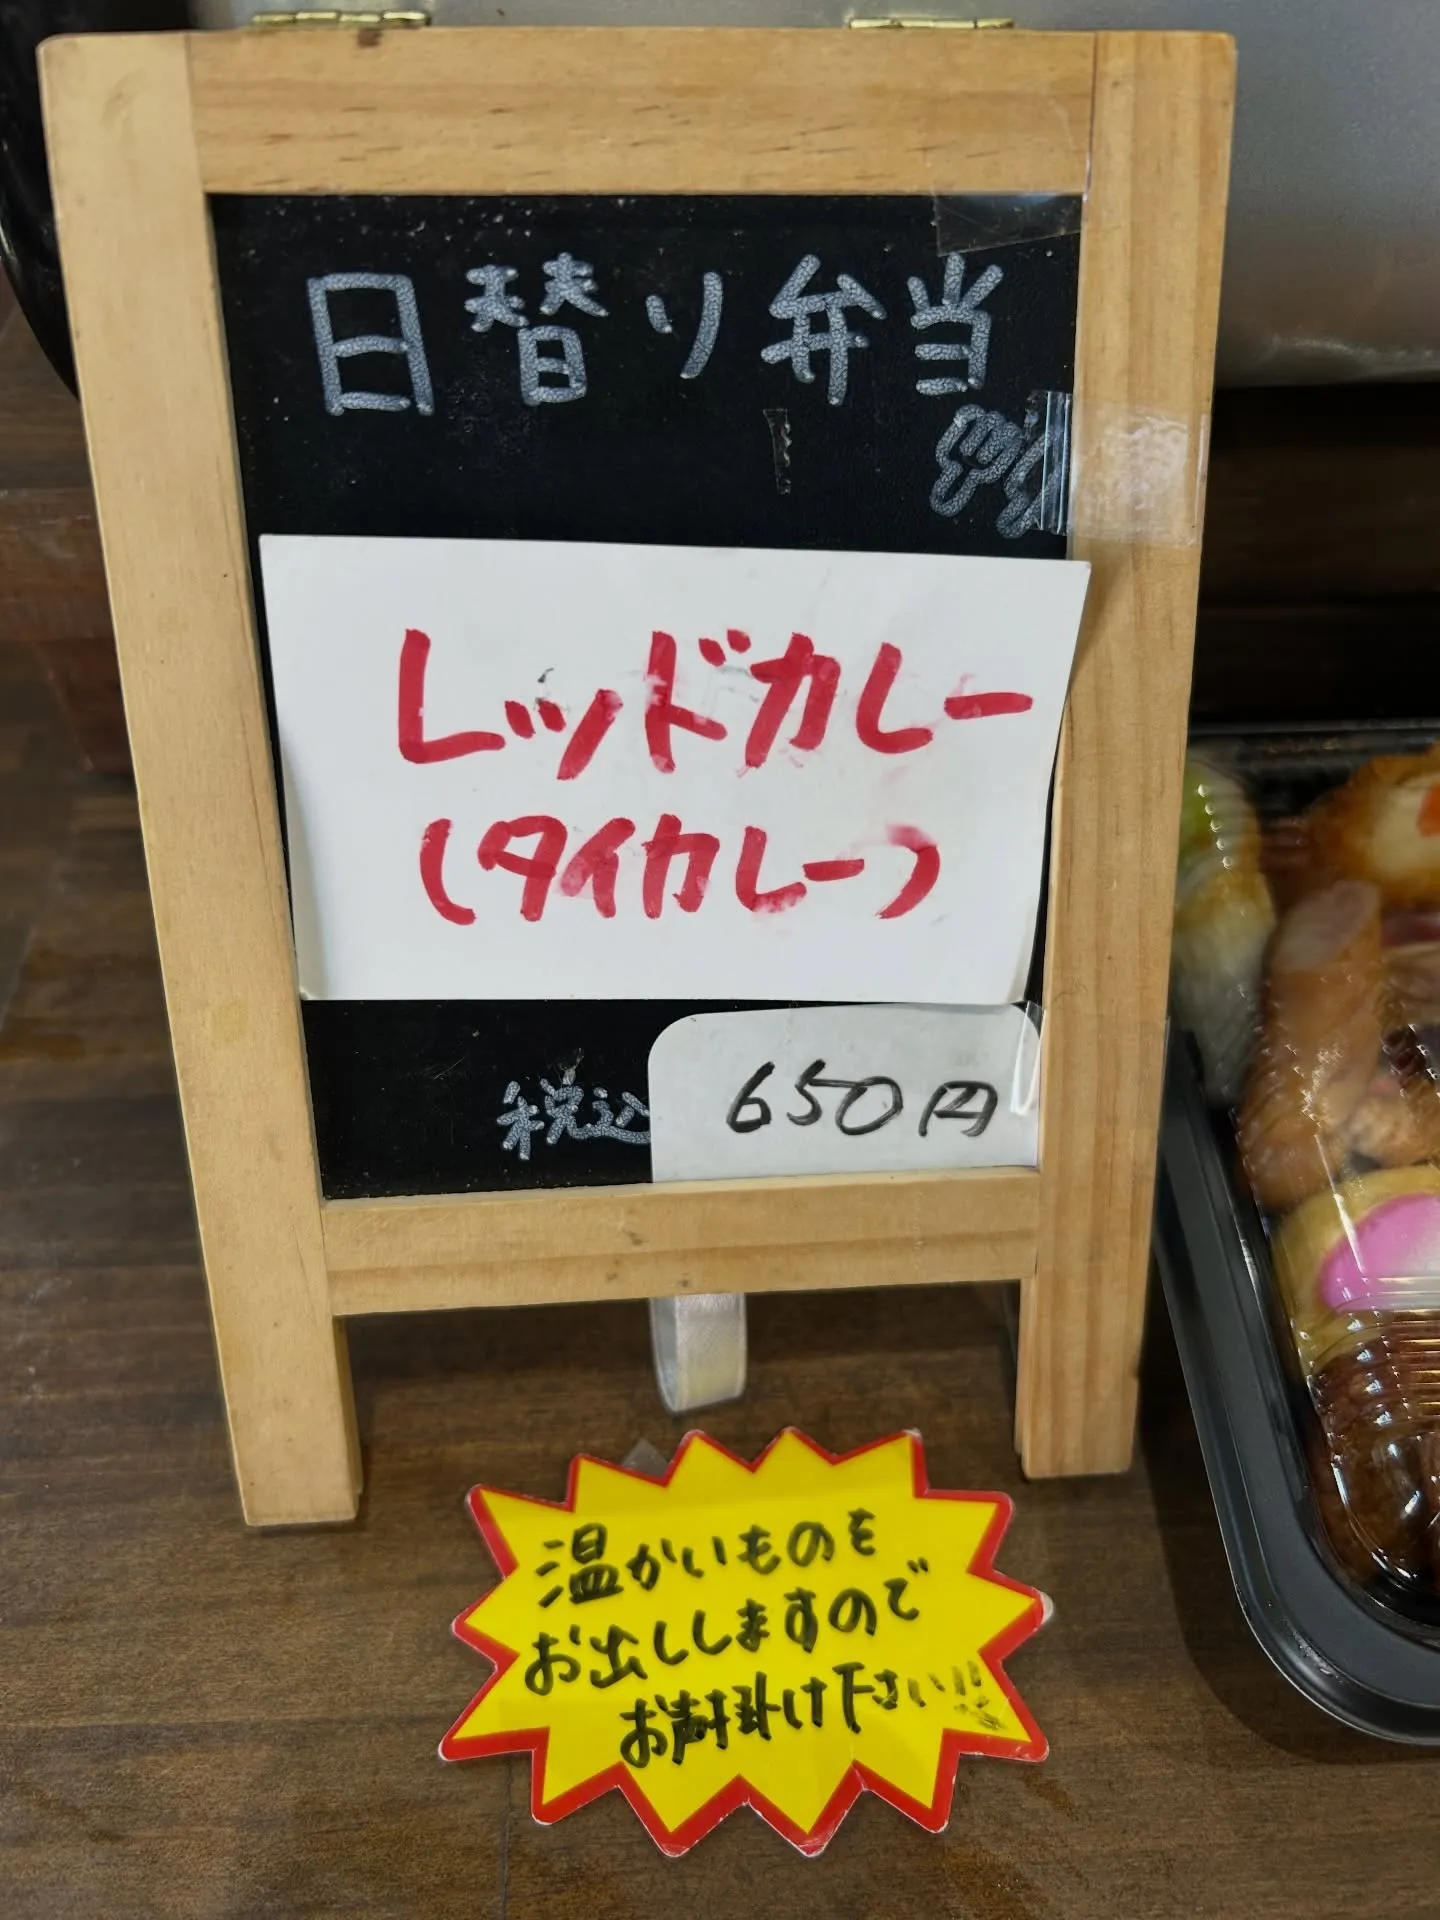 日替り弁当
レッドカレー
(タイカレー)
税込 650円
温かいものを
お出ししますので
お声掛け下さい!!